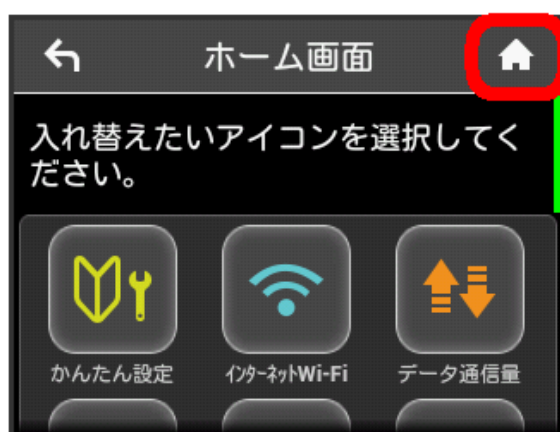 ホーム画面
入れ替えたいアイコンを選択してく
ださい。
かんたん設定
インターネットWi-Fi
データ通信量